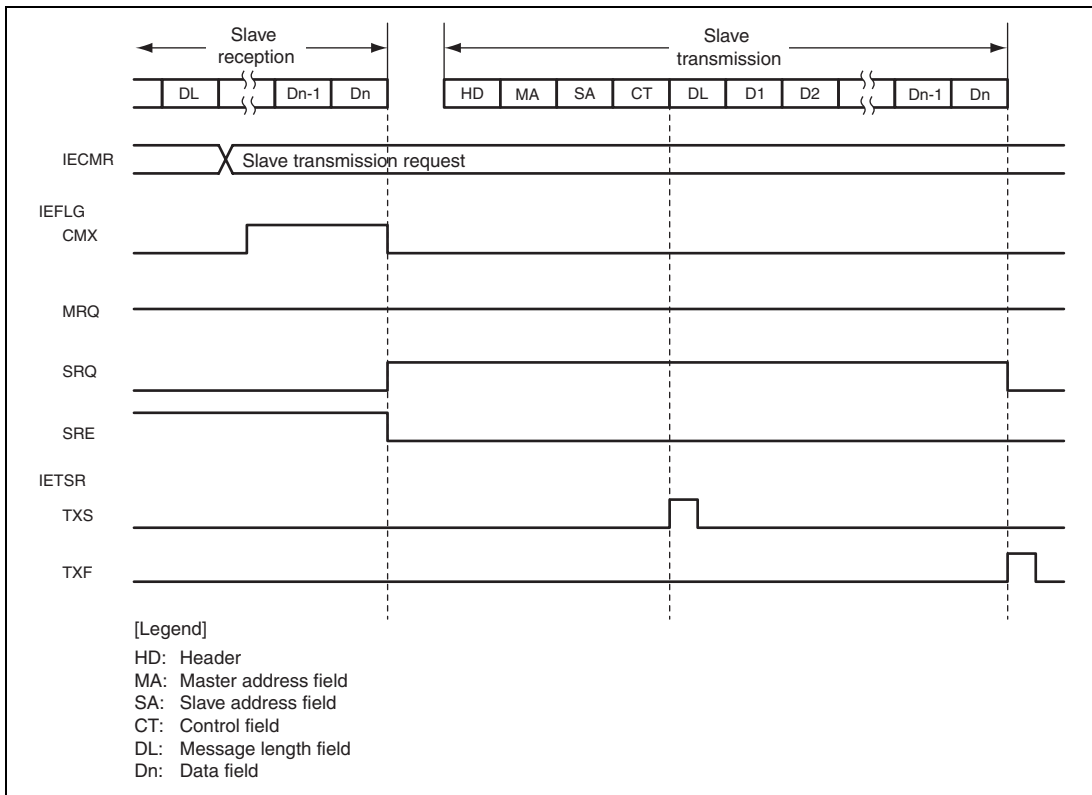 Slave
reception
Slave
transmission
DL Dn-1 Dn HD MA SA CT DL D1 D2 Dn-1 Dn
IECMR Slave transmission request
IEFLG
CMX
MRQ
SRQ
SRE
IETSR
TXS
TXF
[Legend]
HD: Header
MA: Master address field
SA: Slave address field
CT: Control field
DL: Message length field
Dn: Data field